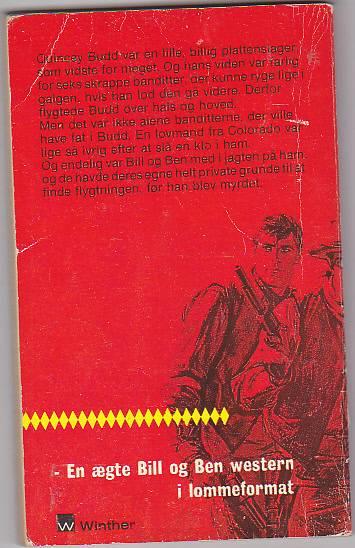 Quincey Budd var en lille, billig plattenslager,
som vidste for meget. Og hans viden var farlig
for seks skrappe banditter, der kunne ryge lige i
galgen, hvis han lod den gå videre. Derfor
flygtede Budd over hals og hoved.
Men det var ikke alene banditterne, der ville
have fat i Budd. En lovmand fra Colorado var
lige så ivrig efter at slå en klo i ham.
Og endelig var Bill og Ben med i jagten på ham,
og de havde deres egne helt private grunde til at
finde flygtningen, før han blev myrdet.
- En ægte Bill og Ben western
i lommeformat
W Winther